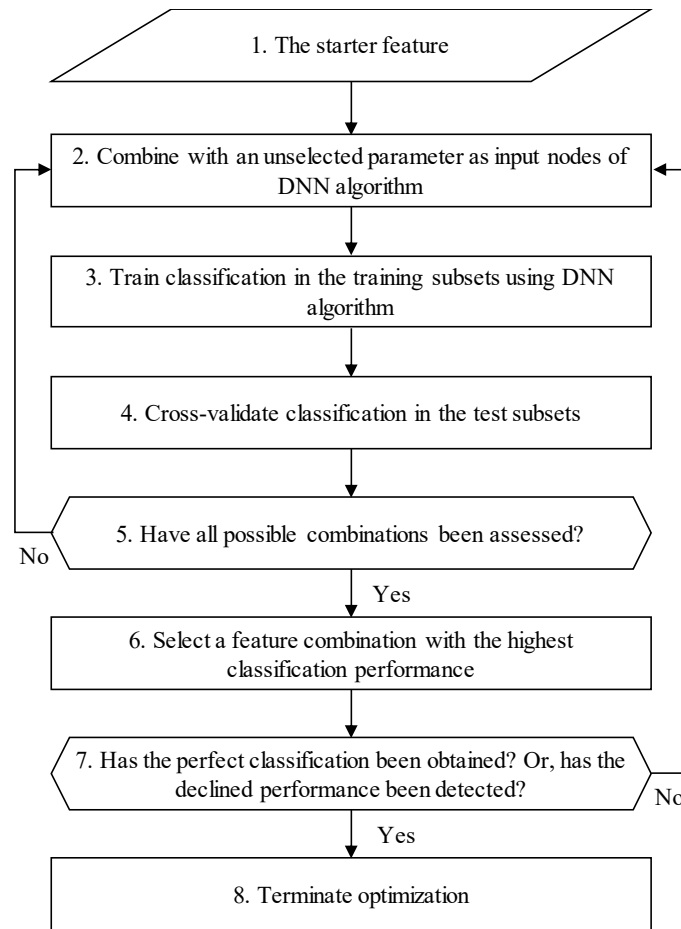 1. The starter feature
2. Combine with an unselected parameter as input nodes of
DNN algorithm
3. Train classification in the training subsets using DNN
algorithm
4. Cross-validate classification in the test subsets
5. Have all possible combinations been assessed?
No
Yes
6. Select a feature combination with the highest
classification performance
7. Has the perfect classification been obtained? Or, has the
declined performance been detected?
No
Yes
8. Terminate optimization